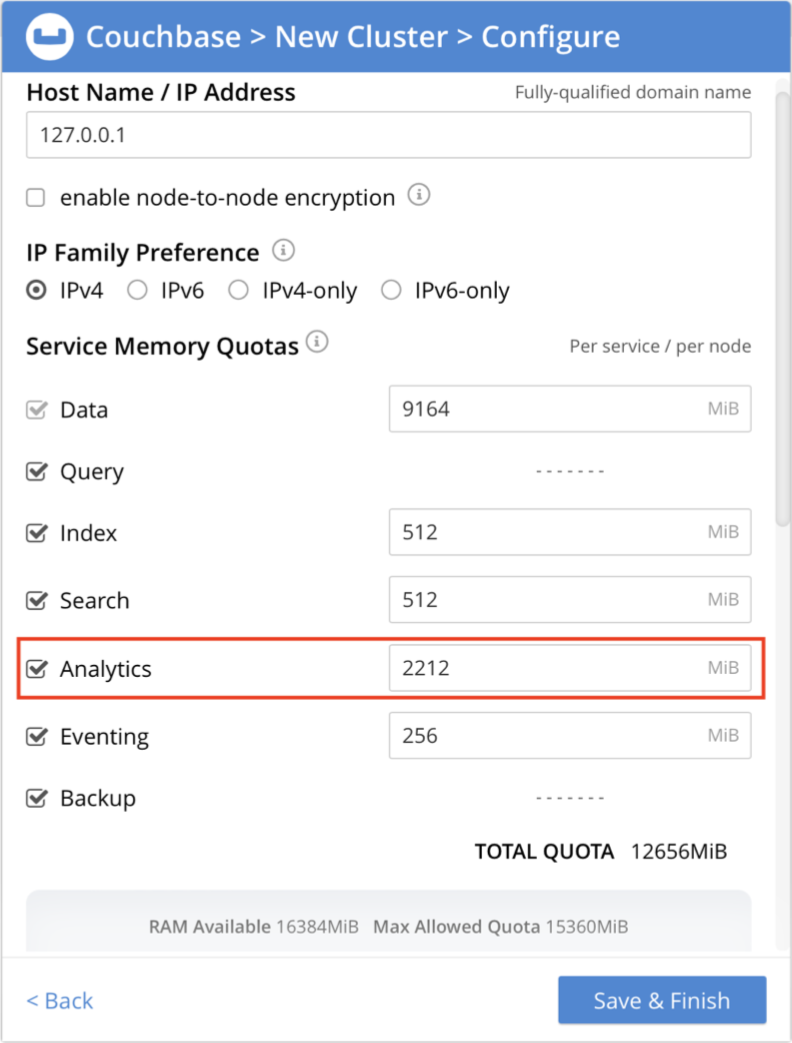 Couchbase > New Cluster > Configure
Host Name / IP Address Fully-qualified domain name
127.0.0.1
enable node-to-node encryption
IP Family Preference
IPv4 IPv6 IPv4-only IPv6-only
Service Memory Quotas Per service / per node
Data 9164 MiB
Query -------
Index 512 MiB
Search 512 MiB
Analytics 2212 MiB
Eventing 256 MiB
Backup -------
TOTAL QUOTA 12656MiB
RAM Available 16384MiB Max Allowed Quota 15360MiB
< Back Save & Finish